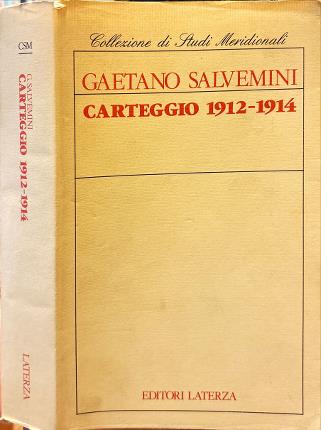 CSM
G. SALVEMINI
CARTEGGIO 1912-1914
LATERZA
Collezione di Studi Meridionali
GAETANO SALVEMINI
CARTEGGIO 1912-1914
EDITORI LATERZA